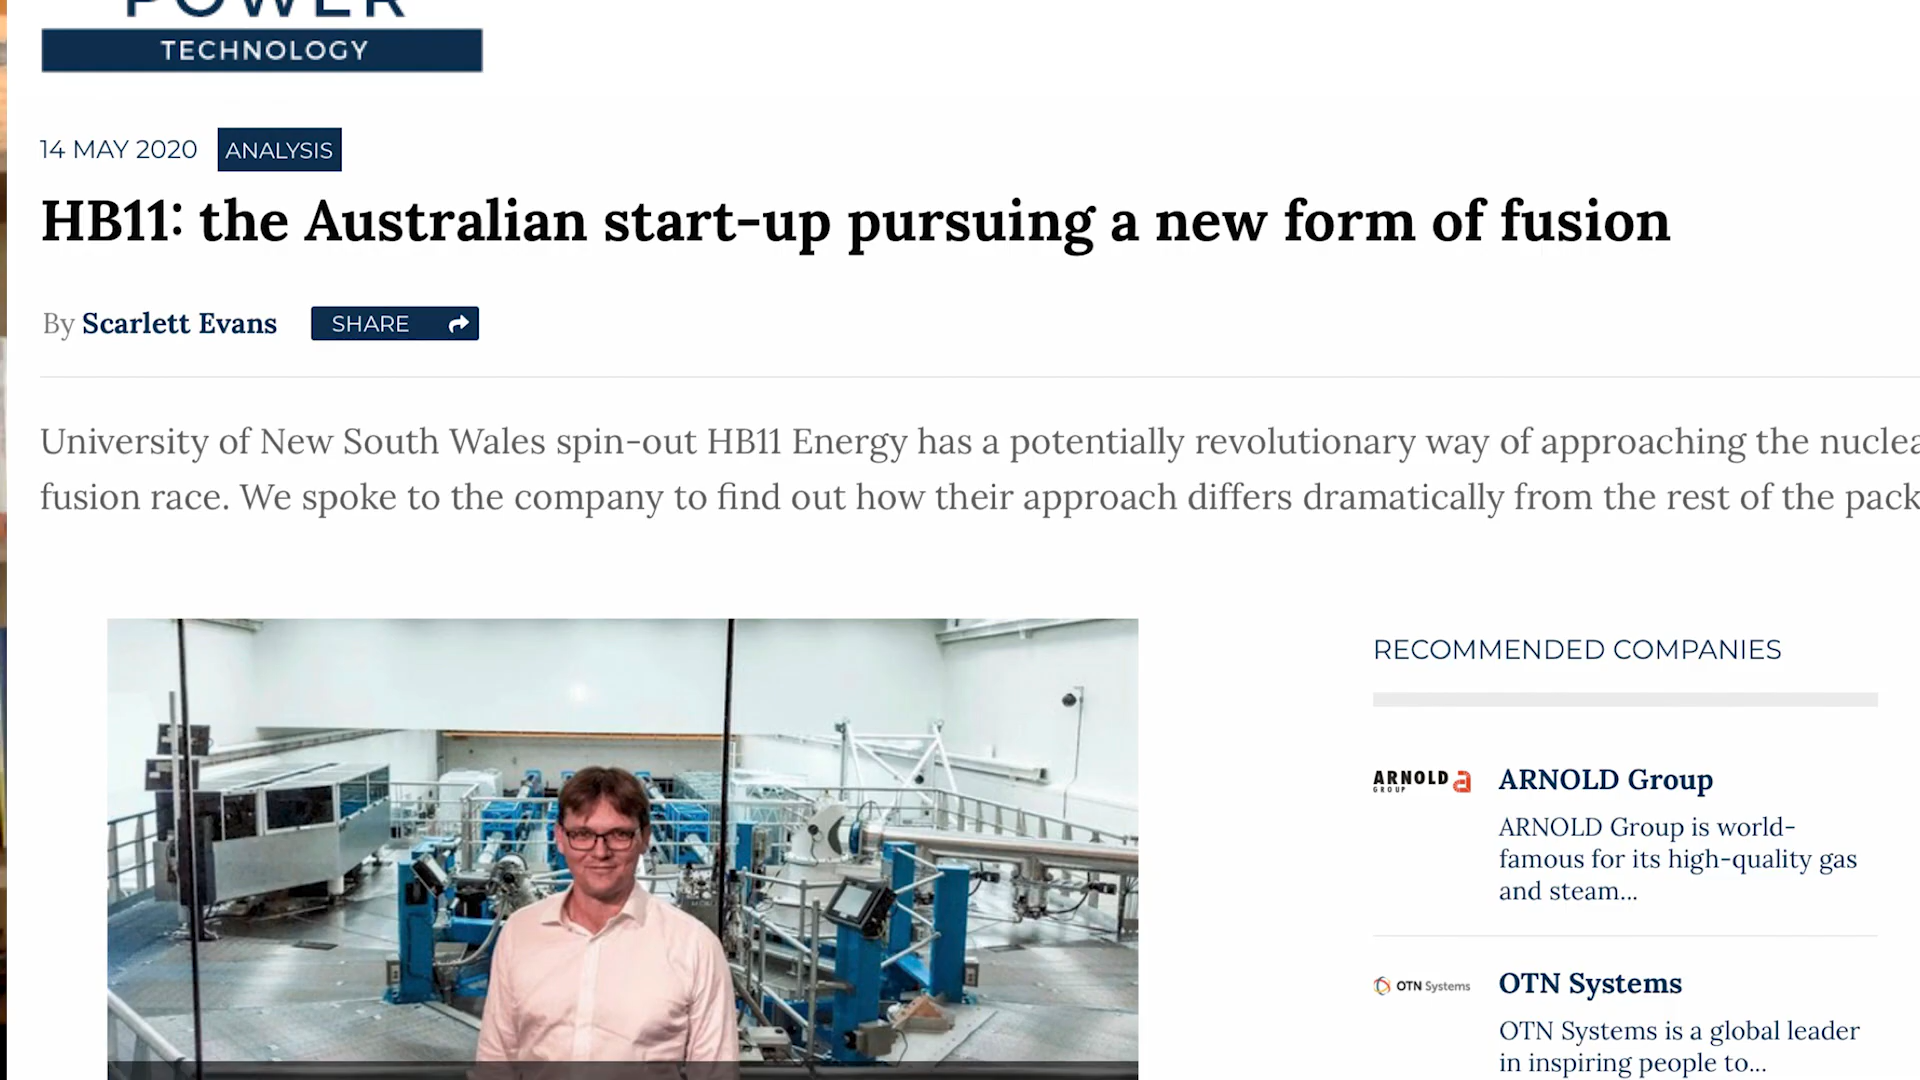 POWER
TECHNOLOGY
14 MAY 2020 ANALYSIS
HB11: the Australian start-up pursuing a new form of fusion
By Scarlett Evans SHARE
University of New South Wales spin-out HB11 Energy has a potentially revolutionary way of approaching the nuclea
fusion race. We spoke to the company to find out how their approach differs dramatically from the rest of the pack
RECOMMENDED COMPANIES
ARNOLD
GROUP
ARNOLD Group
ARNOLD Group is world-
famous for its high-quality gas
and steam...
OTN Systems
OTN Systems
OTN Systems is a global leader
in inspiring people to...